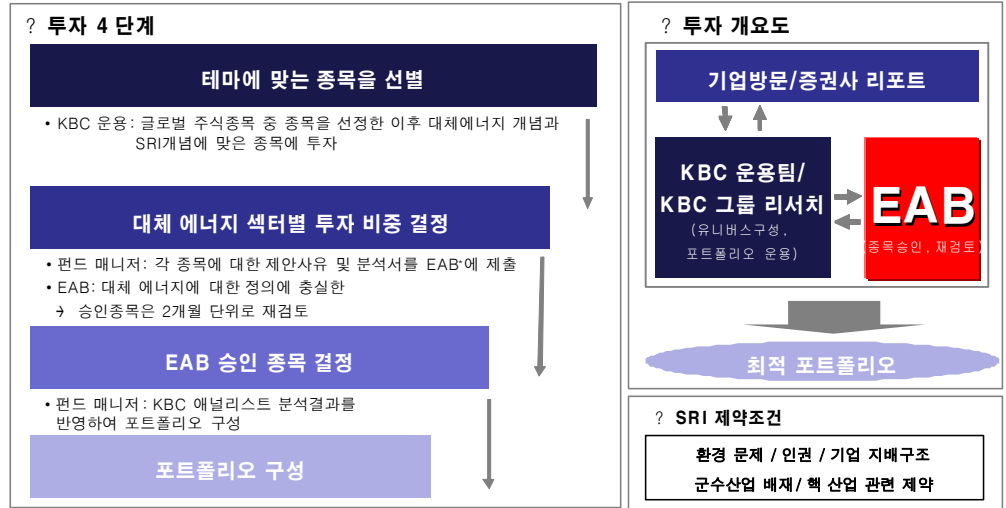 ? 투자 4 단계
테마에 맞는 종목을 선별
• KBC 운용: 글로벌 주식종목 중 종목을 선정한 이후 대체에너지 개념과
SRI개념에 맞은 종목에 투자
대체 에너지 섹터별 투자 비중 결정
• 펀드 매니저: 각 종목에 대한 제안사유 및 분석서를 EAB*에 제출
• EAB: 대체 에너지에 대한 정의에 충실한
→ 승인종목은 2개월 단위로 재검토
EAB 승인 종목 결정
• 펀드 매니저: KBC 애널리스트 분석결과를
반영하여 포트폴리오 구성
포트폴리오 구성
? 투자 개요도
기업방문/증권사 리포트
KBC 운용팀/
KBC 그룹 리서치
(유니버스구성,
포트폴리오 운용)
EAB
(종목승인, 재검토)
최적 포트폴리오
? SRI 제약조건
환경 문제 / 인권 / 기업 지배구조
군수산업 배재/ 핵 산업 관련 제약